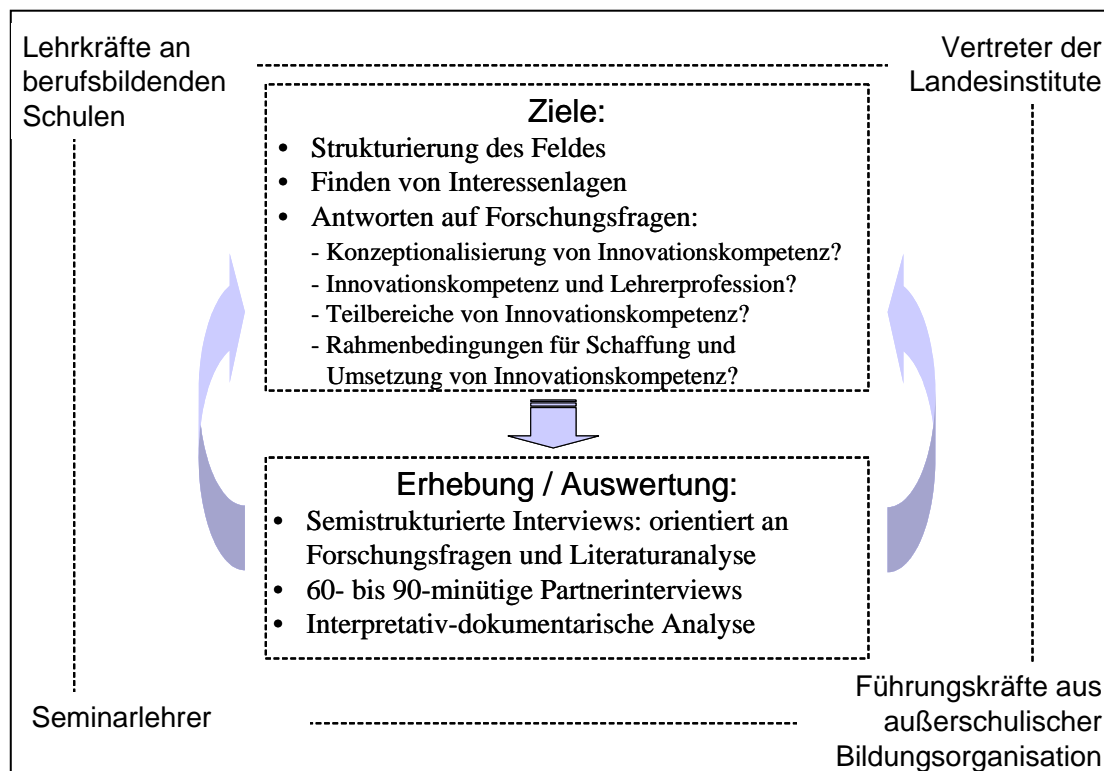 Lehrkräfte an
berufsbildenden
Schulen
Vertreter der
Landesinstitute
Ziele:
• Strukturierung des Feldes
• Finden von Interessenlagen
• Antworten auf Forschungsfragen:
- Konzeptionalisierung von Innovationskompetenz?
- Innovationskompetenz und Lehrerprofession?
- Teilbereiche von Innovationskompetenz?
- Rahmenbedingungen für Schaffung und
Umsetzung von Innovationskompetenz?
Erhebung / Auswertung:
• Semistrukturierte Interviews: orientiert an
Forschungsfragen und Literaturanalyse
• 60- bis 90-minütige Partnerinterviews
• Interpretativ-dokumentarische Analyse
Seminarlehrer
Führungskräfte aus
außerschulischer
Bildungsorganisation